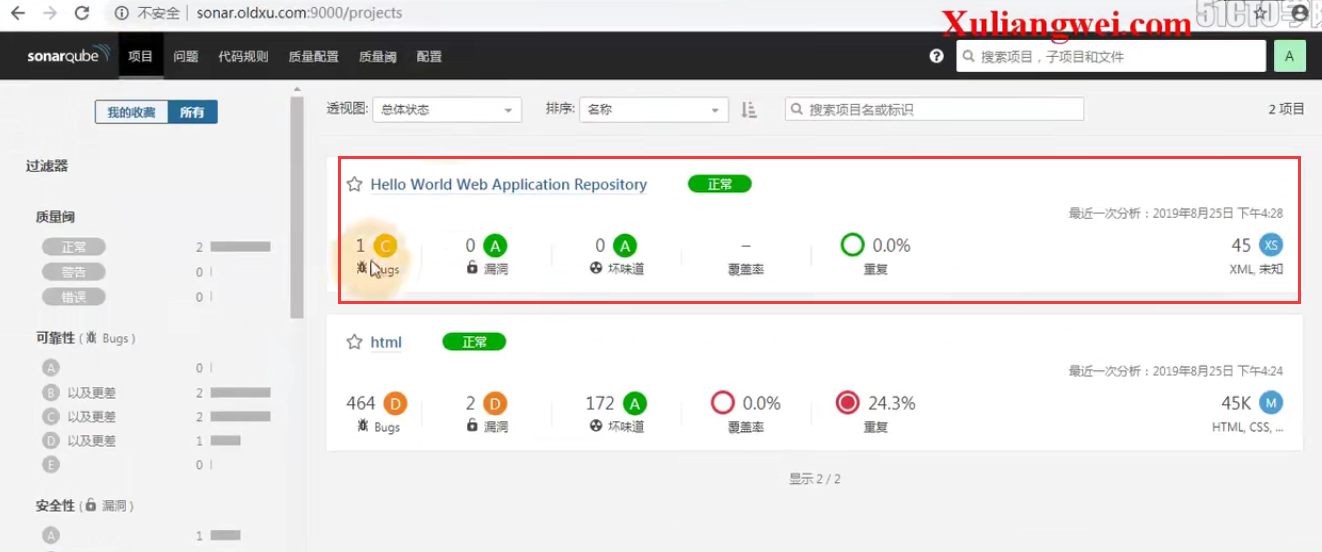 不安全 sonar.oldxu.com:9000/projects
Xuliangwei.com
sonarqube 项目 问题 代码规则 质量配置 质量阈 配置
搜索项目，子项目和文件 A
我的收藏 所有
透视图: 总体状态 排序: 名称 搜索项目名或标识 2 项目
过滤器
质量阈
正常 2
警告 0
错误 0
可靠性 ( Bugs )
A 0
B 以及更差 2
C 以及更差 2
D 以及更差 1
E 0
安全性 ( 漏洞 )
A 1
Hello World Web Application Repository 正常
最近一次分析：2019年8月25日 下午4:28
1 C 0 A 0 A – 0.0% 45 XS
Bugs 漏洞 坏味道 覆盖率 重复 XML, 未知
html 正常
最近一次分析：2019年8月25日 下午4:24
464 D 2 D 172 A 0.0% 24.3% 45K M
Bugs 漏洞 坏味道 覆盖率 重复 HTML, CSS, ...
显示 2 / 2